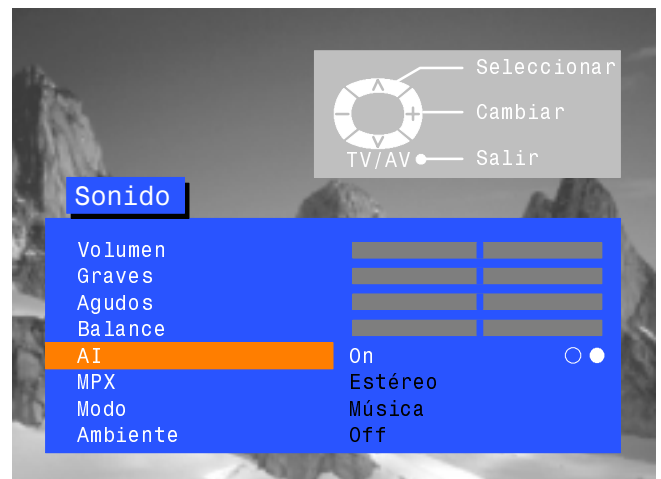 Seleccionar
Cambiar
TV/AV Salir
Sonido
Volumen
Graves
Agudos
Balance
AI On
MPX Estéreo
Modo Música
Ambiente Off